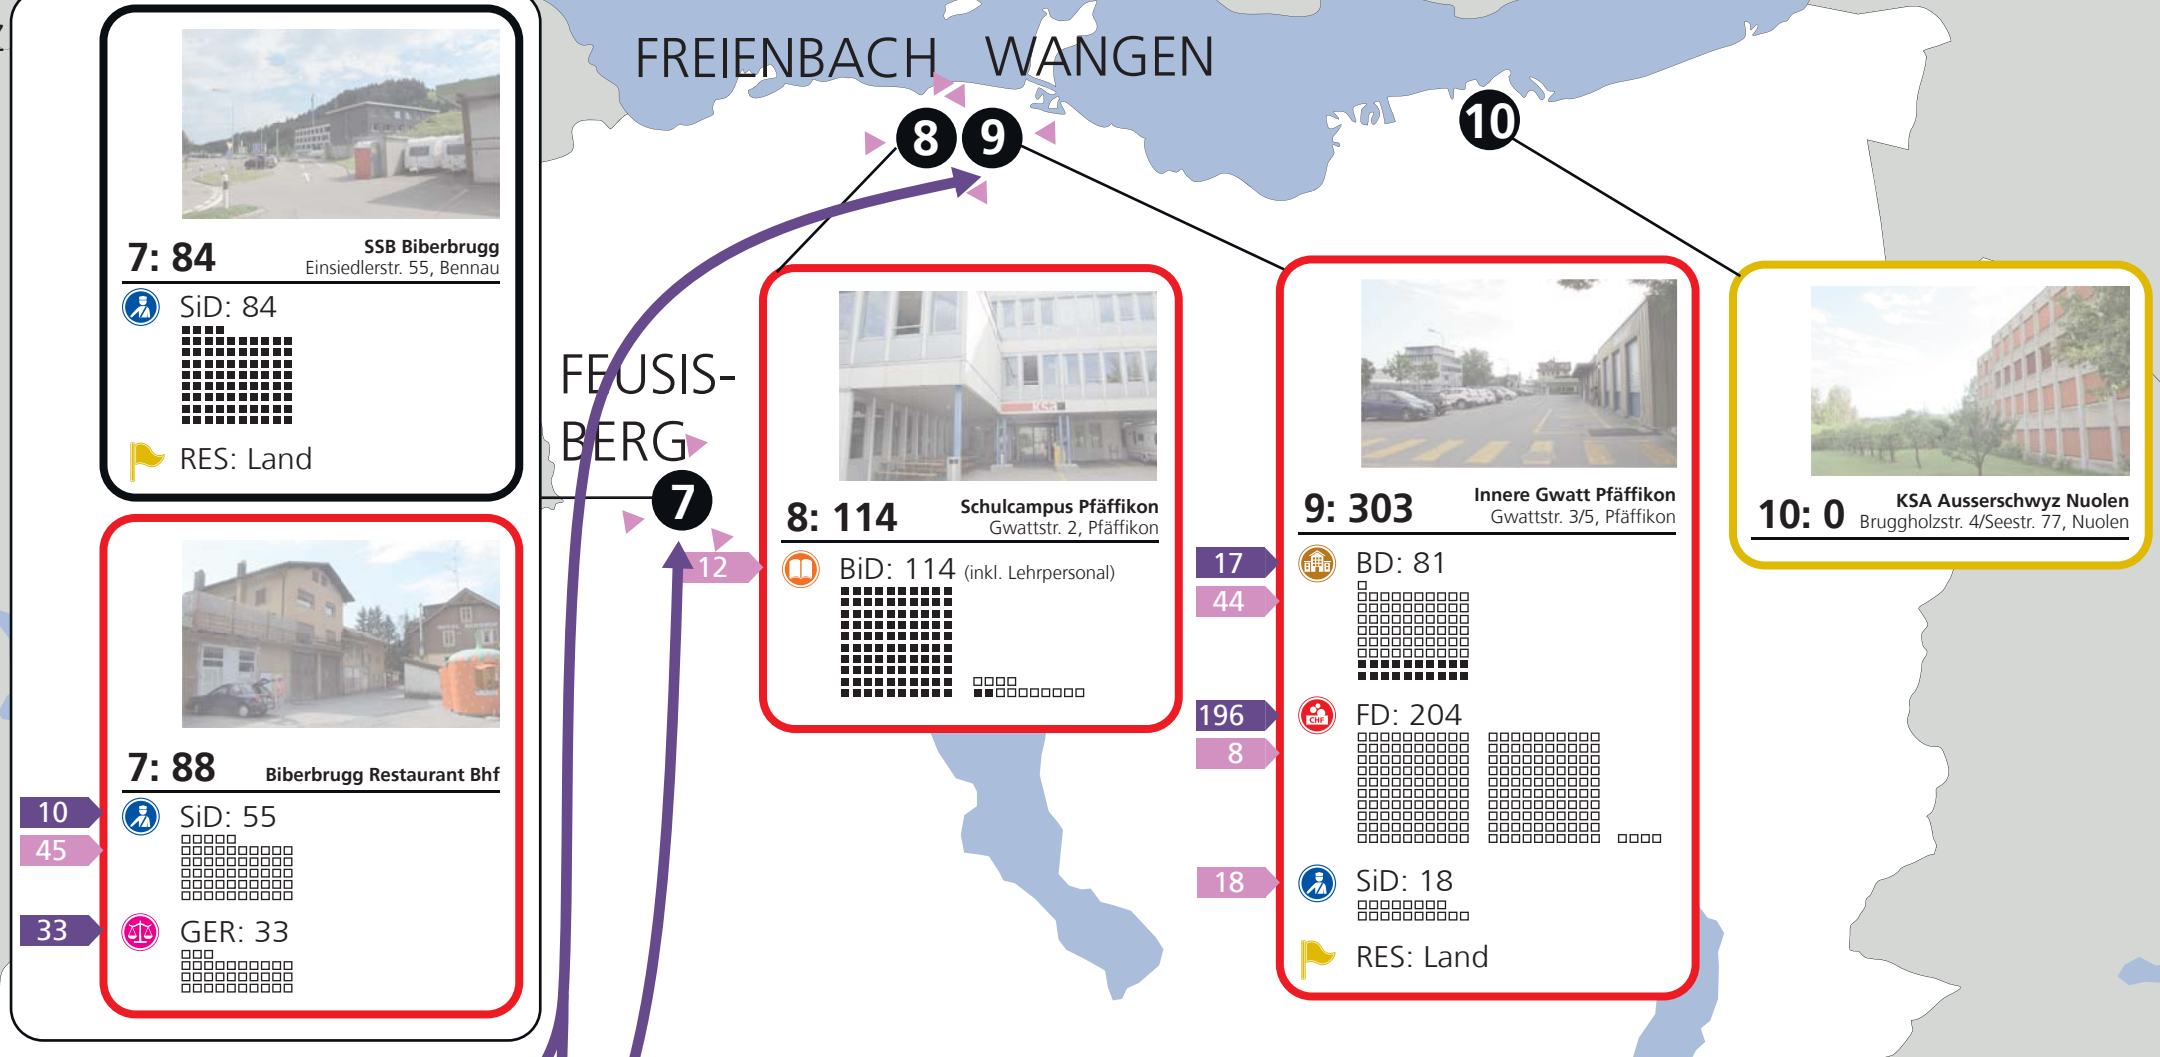 FREIENBACH
WANGEN
8
9
10
7: 84
SSB Biberbrugg
Einsiedlerstr. 55, Bennau
SiD: 84
RES: Land
FEUSIS-
BERG
7
7: 88
Biberbrugg Restaurant Bhf
10
SiD: 55
45
33
GER: 33
8: 114
Schulcampus Pfäffikon
Gwattstr. 2, Pfäffikon
12
BiD: 114 (inkl. Lehrpersonal)
9: 303
Innere Gwatt Pfäffikon
Gwattstr. 3/5, Pfäffikon
17
BD: 81
44
196
CHF
FD: 204
8
18
SiD: 18
RES: Land
10: 0
KSA Ausserschwyz Nuolen
Bruggholzstr. 4/Seestr. 77, Nuolen